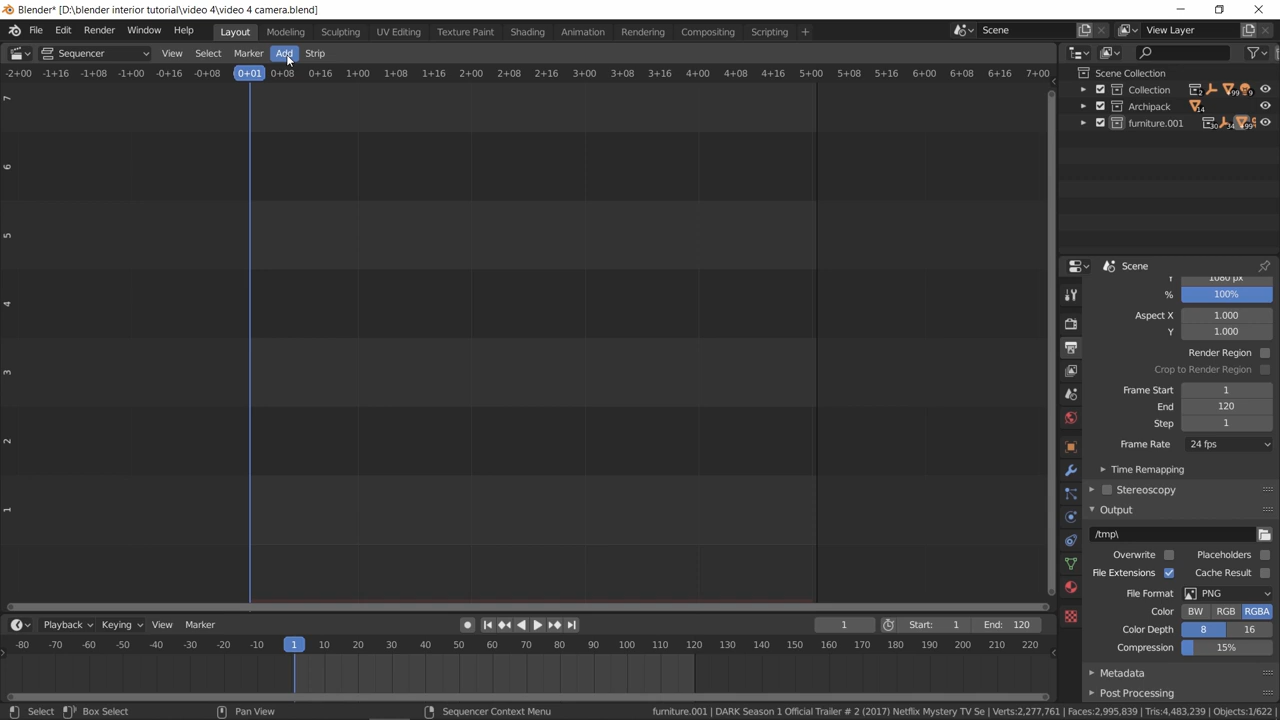 Blender* [D:\blender interior tutorial\video 4\video 4 camera.blend]
File Edit Render Window Help Layout Modeling Sculpting UV Editing Texture Paint Shading Animation Rendering Compositing Scripting + Scene View Layer
Sequencer View Select Marker Add Strip
-2+00 -1+16 -1+08 -1+00 -0+16 -0+08 0+01 0+08 0+16 1+00 1+08 1+16 2+00 2+08 2+16 3+00 3+08 3+16 4+00 4+08 4+16 5+00 5+08 5+16 6+00 6+08 6+16 7+00
7
6
5
4
3
2
1
Scene Collection
Collection 2 99 9
Archipack 14
furniture.001 30 34 99
Scene
Y 1080 px
% 100%
Aspect X 1.000
Y 1.000
Render Region
Crop to Render Region
Frame Start 1
End 120
Step 1
Frame Rate 24 fps
Time Remapping
Stereoscopy
Output
/tmp\
Overwrite Placeholders
File Extensions Cache Result
File Format PNG
Color BW RGB RGBA
Color Depth 8 16
Compression 15%
Metadata
Post Processing
Playback Keying View Marker 1 Start: 1 End: 120
-80 -70 -60 -50 -40 -30 -20 -10 1 10 20 30 40 50 60 70 80 90 100 110 120 130 140 150 160 170 180 190 200 210 220
Select Box Select Pan View Sequencer Context Menu furniture.001 | DARK Season 1 Official Trailer # 2 (2017) Netflix Mystery TV Se | Verts:2,277,761 | Faces:2,995,839 | Tris:4,483,239 | Objects:1/622